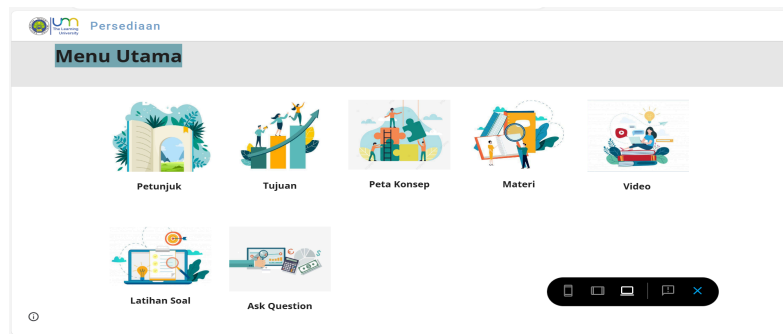 um
The Learning
University
Persediaan
Menu Utama
Petunjuk
Tujuan
Peta Konsep
Materi
Video
Latihan Soal
Ask Question